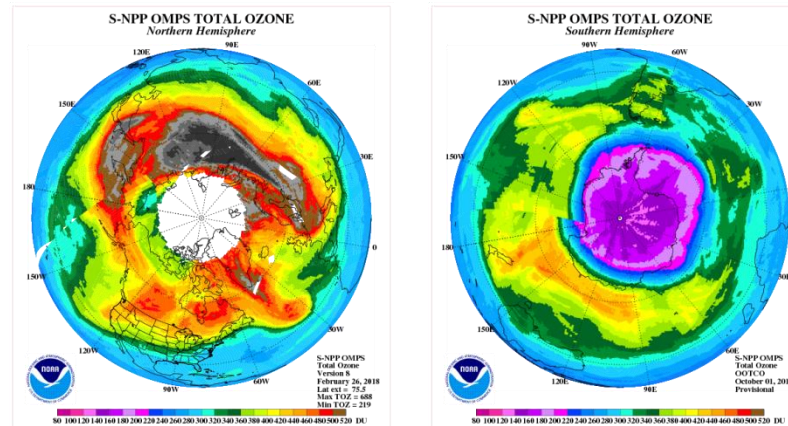 S-NPP OMPS TOTAL OZONE
Northern Hemisphere
90E
120E
60E
150E
30E
180
0
150W
30W
120W
60W
90W
S-NPP OMPS
Total Ozone
Version 8
February 26, 2018
Lat ext = 75.5
Max TOZ = 688
Min TOZ = 219
NOAA
80 100 120 140 160 180 200 220 240 260 280 300 320 340 360 380 400 420 440 460 480 500 520 DU
S-NPP OMPS TOTAL OZONE
Southern Hemisphere
90W
60W
120W
30W
150W
0
180
30E
150E
60E
120E
90E
S-NPP OMPS
Total Ozone
OOTCO
October 01, 201
Provisional
NOAA
80 100 120 140 160 180 200 220 240 260 280 300 320 340 360 380 400 420 440 460 480 500 520 DU